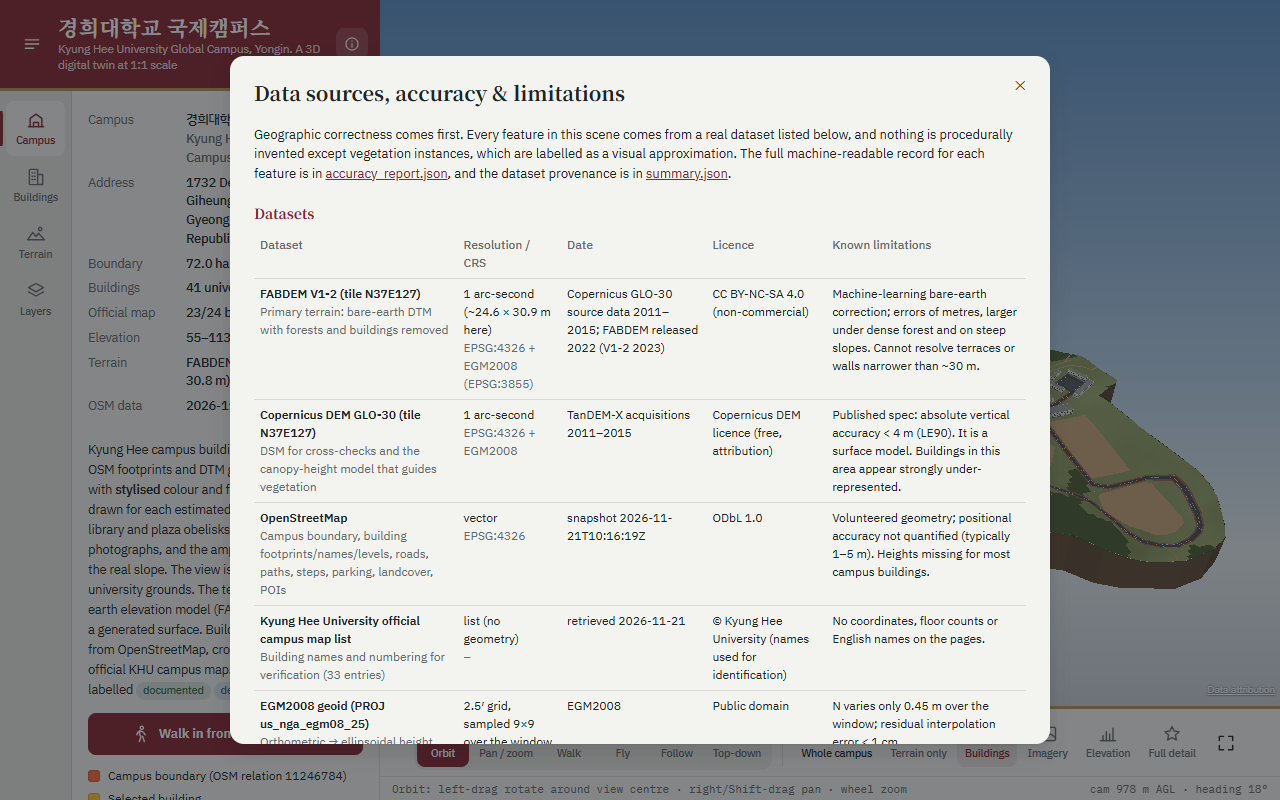 경희대학교 국제캠퍼스
Kyung Hee University Global Campus, Yongin. A 3D
digital twin at 1:1 scale
Campus
Buildings
Terrain
Layers
Campus
경희대학
Kyung H
Campus
Address
1732 De
Giheung
Gyeong
Republi
Boundary
72.0 ha
Buildings
41 unive
Official map
23/24 b
Elevation
55–113
Terrain
FABDEM
30.8 m)
OSM data
2026-1
Kyung Hee campus buildi
OSM footprints and DTM g
with stylised colour and f
drawn for each estimated
library and plaza obelisks
photographs, and the amp
the real slope. The view is
university grounds. The te
earth elevation model (FA
a generated surface. Build
from OpenStreetMap, cro
official KHU campus map.
labelled documented de
Walk in from
Campus boundary (OSM relation 11246784)
Selected building
Data sources, accuracy & limitations
Geographic correctness comes first. Every feature in this scene comes from a real dataset listed below, and nothing is procedurally
invented except vegetation instances, which are labelled as a visual approximation. The full machine-readable record for each
feature is in accuracy_report.json, and the dataset provenance is in summary.json.
Datasets
Dataset
Resolution /
CRS
Date
Licence
Known limitations
FABDEM V1-2 (tile N37E127)
Primary terrain: bare-earth DTM
with forests and buildings removed
1 arc-second
(~24.6 × 30.9 m
here)
EPSG:4326 +
EGM2008
(EPSG:3855)
Copernicus GLO-30
source data 2011–
2015; FABDEM released
2022 (V1-2 2023)
CC BY-NC-SA 4.0
(non-commercial)
Machine-learning bare-earth
correction; errors of metres, larger
under dense forest and on steep
slopes. Cannot resolve terraces or
walls narrower than ~30 m.
Copernicus DEM GLO-30 (tile
N37E127)
DSM for cross-checks and the
canopy-height model that guides
vegetation
1 arc-second
EPSG:4326 +
EGM2008
TanDEM-X acquisitions
2011–2015
Copernicus DEM
licence (free,
attribution)
Published spec: absolute vertical
accuracy < 4 m (LE90). It is a
surface model. Buildings in this
area appear strongly under-
represented.
OpenStreetMap
Campus boundary, building
footprints/names/levels, roads,
paths, steps, parking, landcover,
POIs
vector
EPSG:4326
snapshot 2026-11-
21T10:16:19Z
ODbL 1.0
Volunteered geometry; positional
accuracy not quantified (typically
1–5 m). Heights missing for most
campus buildings.
Kyung Hee University official
campus map list
Building names and numbering for
verification (33 entries)
list (no
geometry)
–
retrieved 2026-11-21
© Kyung Hee
University (names
used for
identification)
No coordinates, floor counts or
English names on the pages.
EGM2008 geoid (PROJ
us_nga_egm08_25)
Orthometric → ellipsoidal height
2.5′ grid,
sampled 9×9
over the window
EGM2008
Public domain
N varies only 0.45 m over the
window; residual interpolation
error < 1 cm
Data attribution
Orbit
Pan / zoom
Walk
Fly
Follow
Top-down
Whole campus
Terrain only
Buildings
Imagery
Elevation
Full detail
Orbit: left-drag rotate around view centre · right/Shift-drag pan · wheel zoom
cam 978 m AGL · heading 18°